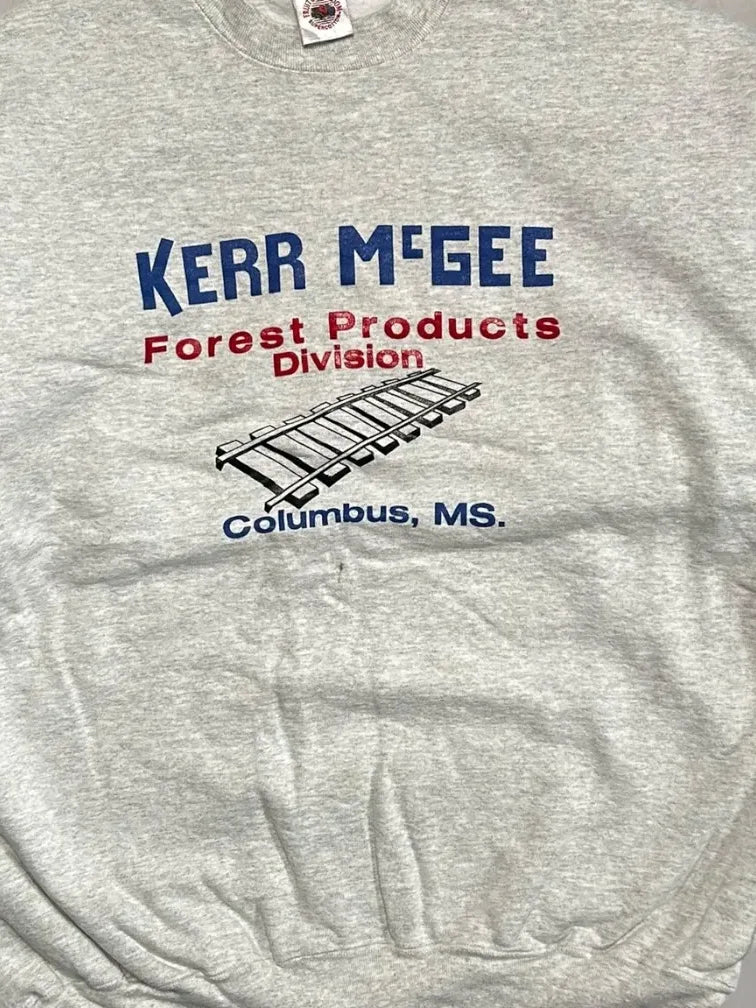 KERR McGEE
Forest Products
Division
Columbus, MS.